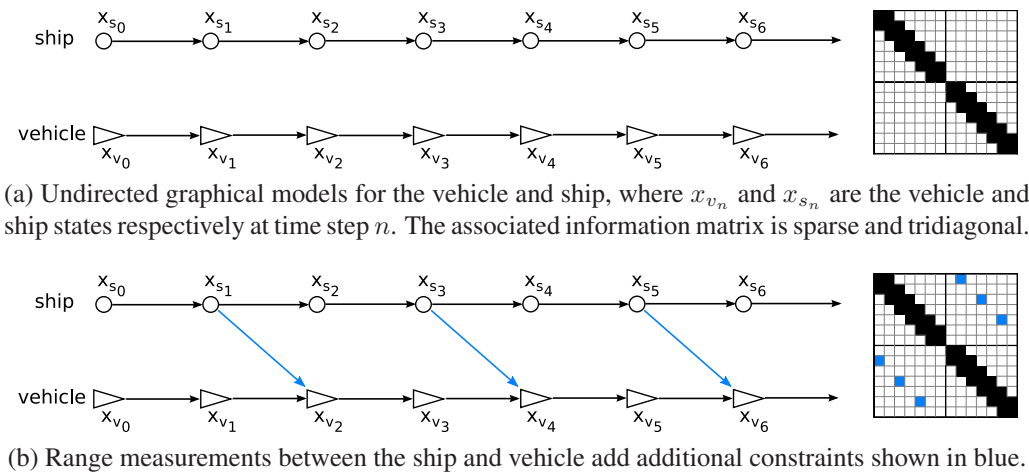 x_{s_0} x_{s_1} x_{s_2} x_{s_3} x_{s_4} x_{s_5} x_{s_6}
ship
vehicle
x_{v_0} x_{v_1} x_{v_2} x_{v_3} x_{v_4} x_{v_5} x_{v_6}
(a) Undirected graphical models for the vehicle and ship, where x_{v_n} and x_{s_n} are the vehicle and
ship states respectively at time step n. The associated information matrix is sparse and tridiagonal.
x_{s_0} x_{s_1} x_{s_2} x_{s_3} x_{s_4} x_{s_5} x_{s_6}
ship
vehicle
x_{v_0} x_{v_1} x_{v_2} x_{v_3} x_{v_4} x_{v_5} x_{v_6}
(b) Range measurements between the ship and vehicle add additional constraints shown in blue.